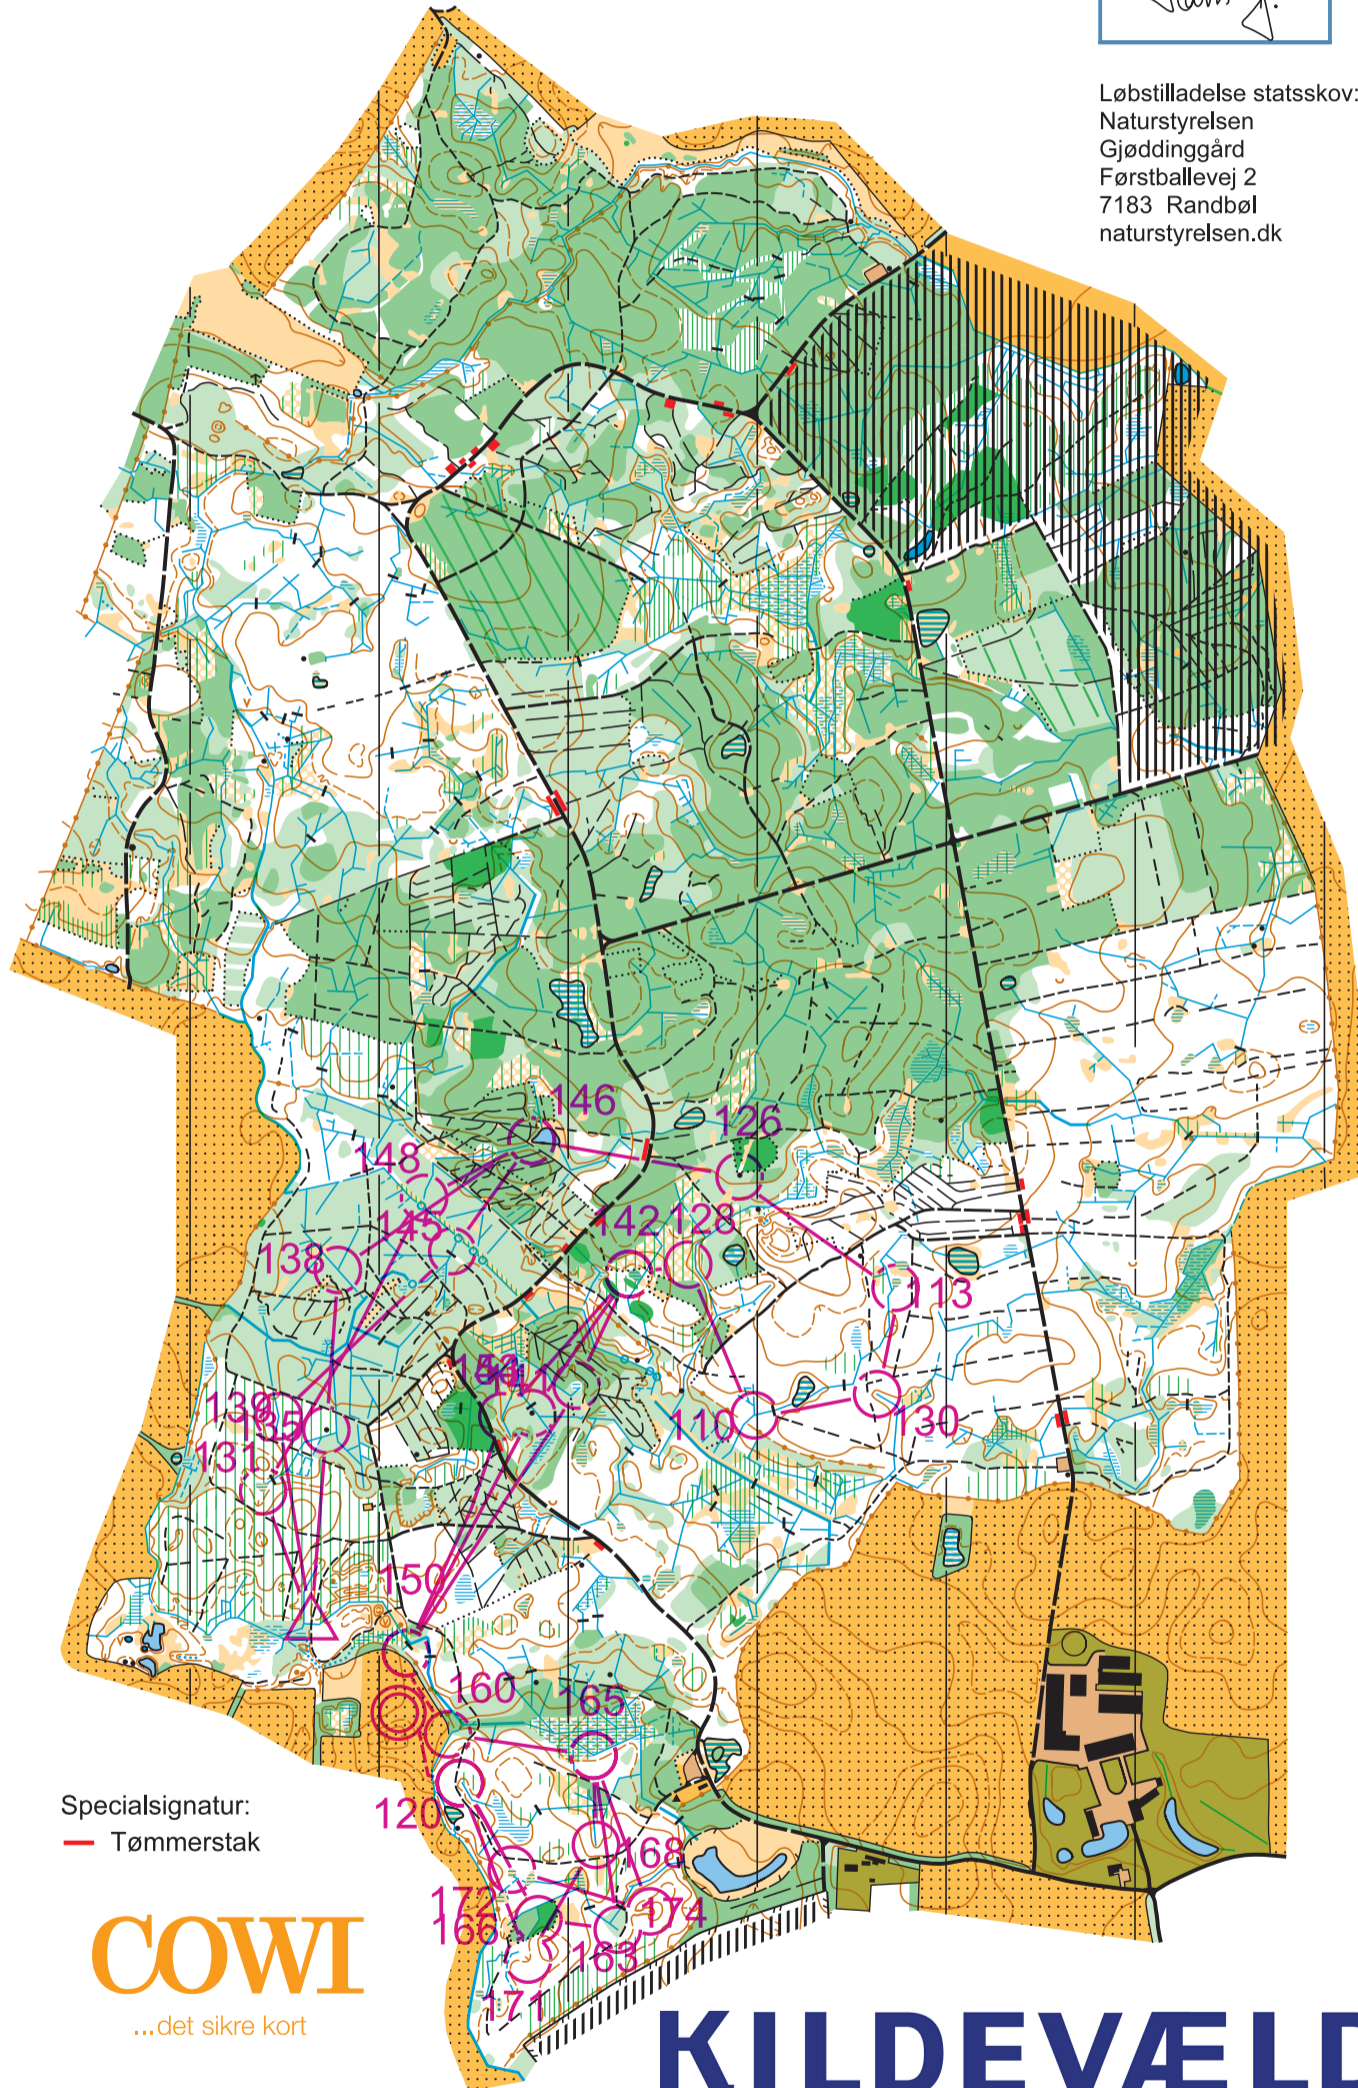 Løbstilladelse statsskov:
Naturstyrelsen
Gjøddinggård
Førstballevej 2
7183 Randbøl
naturstyrelsen.dk
146
126
148
145
142
128
138
113
110
130
139
135
131
150
160
165
120
168
172
174
166
163
171
Specialsignatur:
Tømmerstak
COWI
...det sikre kort
KILDEVÆLD